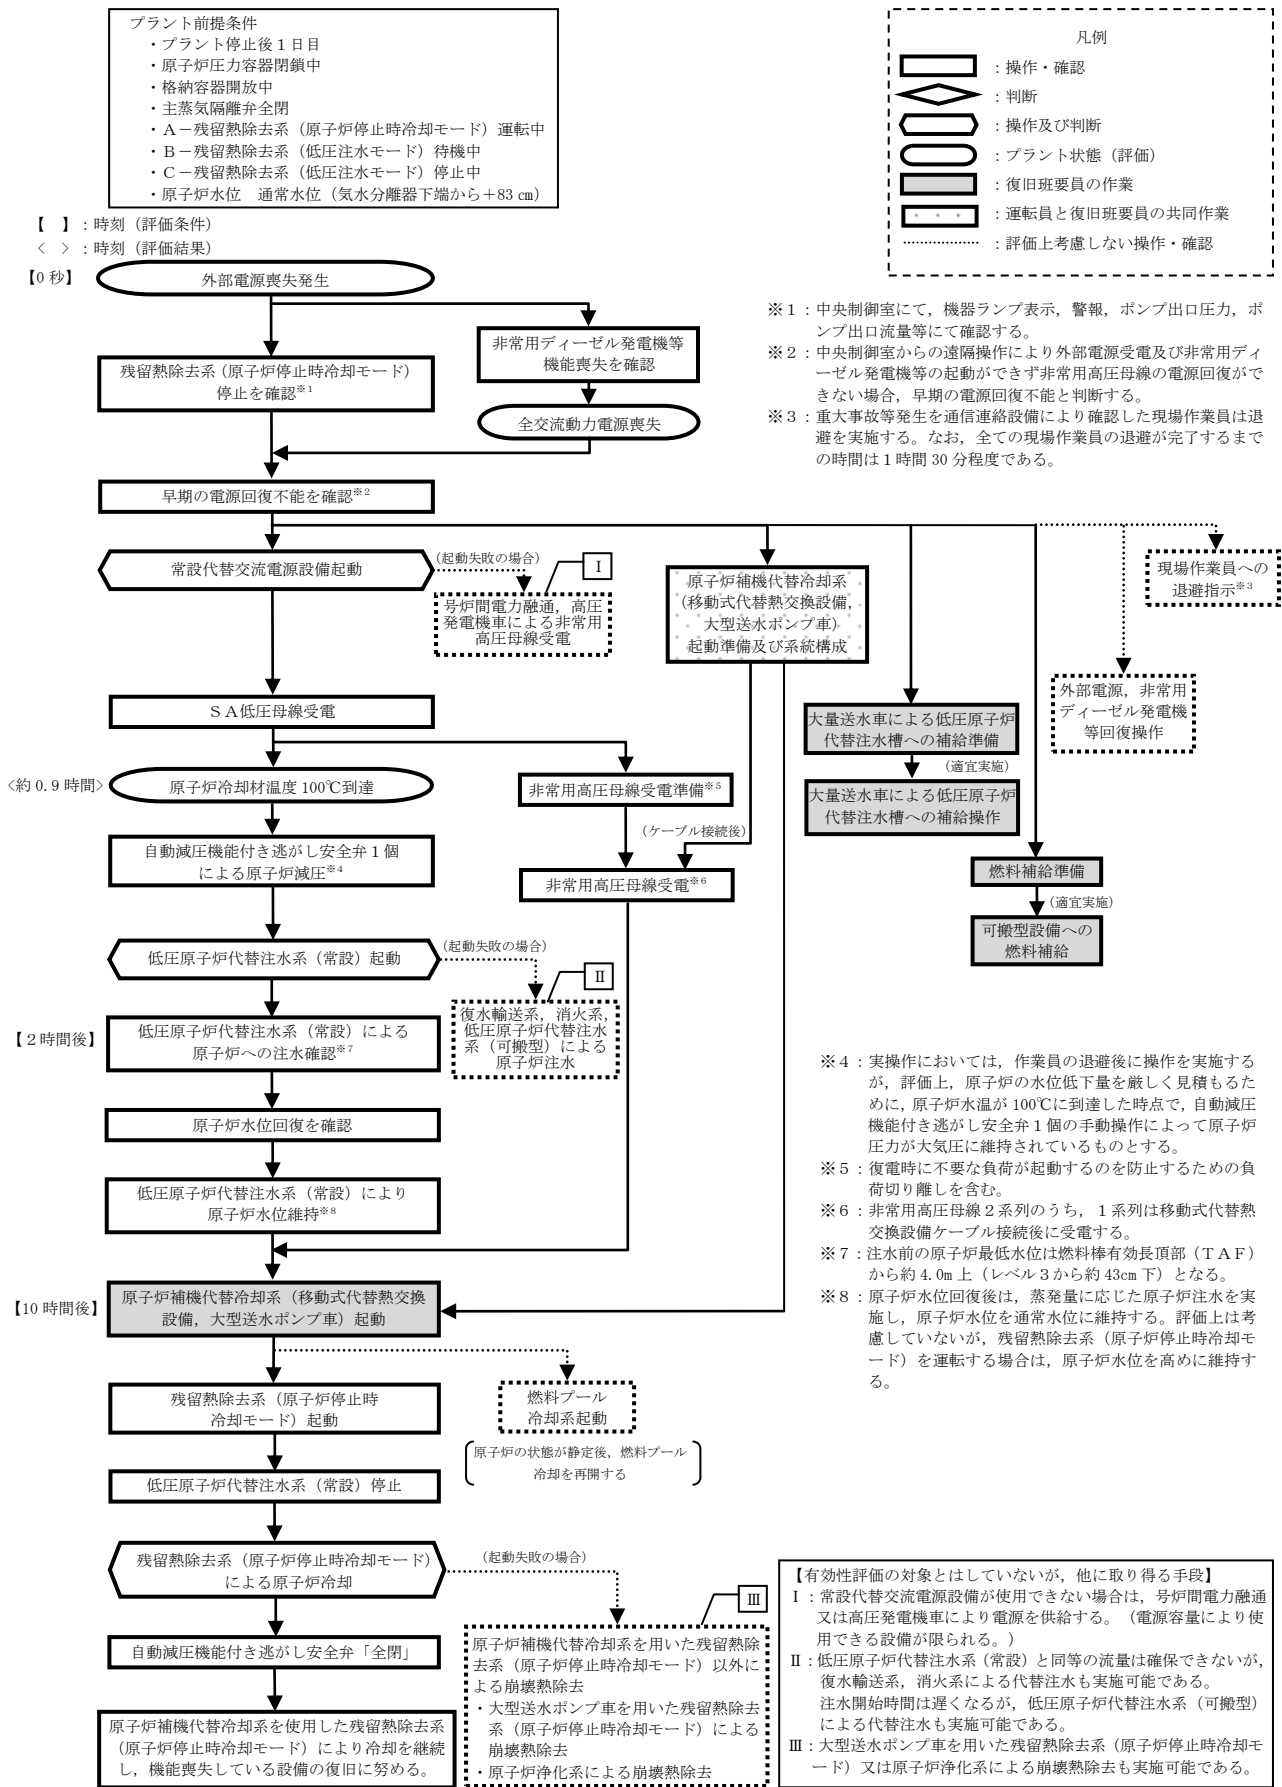 プラント前提条件
・プラント停止後１日目
・原子炉圧力容器閉鎖中
・格納容器開放中
・主蒸気隔離弁全閉
・Ａ－残留熱除去系（原子炉停止時冷却モード）運転中
・Ｂ－残留熱除去系（低圧注水モード）待機中
・Ｃ－残留熱除去系（低圧注水モード）停止中
・原子炉水位　通常水位（気水分離器下端から＋83 cm）
凡例
：操作・確認
：判断
：操作及び判断
：プラント状態（評価）
：復旧班要員の作業
：運転員と復旧班要員の共同作業
：評価上考慮しない操作・確認
【　】：時刻（評価条件）
＜　＞：時刻（評価結果）
【0 秒】
外部電源喪失発生
非常用ディーゼル発電機等
機能喪失を確認
残留熱除去系（原子炉停止時冷却モード）
停止を確認※1
全交流動力電源喪失
※１：中央制御室にて，機器ランプ表示，警報，ポンプ出口圧力，ポ
ンプ出口流量等にて確認する。
※２：中央制御室からの遠隔操作により外部電源受電及び非常用ディ
ーゼル発電機等の起動ができず非常用高圧母線の電源回復がで
きない場合，早期の電源回復不能と判断する。
※３：重大事故等発生を通信連絡設備により確認した現場作業員は退
避を実施する。なお，全ての現場作業員の退避が完了するまで
の時間は１時間 30 分程度である。
早期の電源回復不能を確認※2
常設代替交流電源設備起動
(起動失敗の場合)
Ⅰ
号炉間電力融通，高圧
発電機車による非常用
高圧母線受電
原子炉補機代替冷却系
（移動式代替熱交換設備，
大型送水ポンプ車）
起動準備及び系統構成
現場作業員への
退避指示※3
外部電源，非常用
ディーゼル発電機
等回復操作
ＳＡ低圧母線受電
大量送水車による低圧原子炉
代替注水槽への補給準備
(適宜実施)
大量送水車による低圧原子炉
代替注水槽への補給操作
<約 0.9 時間>
原子炉冷却材温度 100℃到達
非常用高圧母線受電準備※5
(ケーブル接続後)
自動減圧機能付き逃がし安全弁１個
による原子炉減圧※4
非常用高圧母線受電※6
燃料補給準備
(適宜実施)
可搬型設備への
燃料補給
低圧原子炉代替注水系（常設）起動
(起動失敗の場合)
Ⅱ
復水輸送系，消火系，
低圧原子炉代替注水
系（可搬型）による
原子炉注水
【２時間後】
低圧原子炉代替注水系（常設）による
原子炉への注水確認※7
原子炉水位回復を確認
低圧原子炉代替注水系（常設）により
原子炉水位維持※8
※４：実操作においては，作業員の退避後に操作を実施する
が，評価上，原子炉の水位低下量を厳しく見積もるた
めに，原子炉水温が 100℃に到達した時点で，自動減圧
機能付き逃がし安全弁１個の手動操作によって原子炉
圧力が大気圧に維持されているものとする。
※５：復電時に不要な負荷が起動するのを防止するための負
荷切り離しを含む。
※６：非常用高圧母線２系列のうち，１系列は移動式代替熱
交換設備ケーブル接続後に受電する。
※７：注水前の原子炉最低水位は燃料棒有効長頂部（ＴＡＦ）
から約 4.0m 上（レベル３から約 43cm 下）となる。
※８：原子炉水位回復後は，蒸発量に応じた原子炉注水を実
施し，原子炉水位を通常水位に維持する。評価上は考
慮していないが，残留熱除去系（原子炉停止時冷却モ
ード）を運転する場合は，原子炉水位を高めに維持す
る。
【10 時間後】
原子炉補機代替冷却系（移動式代替熱交換
設備，大型送水ポンプ車）起動
残留熱除去系（原子炉停止時
冷却モード）起動
燃料プール
冷却系起動
原子炉の状態が静定後，燃料プール
冷却を再開する
低圧原子炉代替注水系（常設）停止
残留熱除去系（原子炉停止時冷却モード）
による原子炉冷却
(起動失敗の場合)
Ⅲ
原子炉補機代替冷却系を用いた残留熱除
去系（原子炉停止時冷却モード）以外に
よる崩壊熱除去
・大型送水ポンプ車を用いた残留熱除去
系（原子炉停止時冷却モード）による
崩壊熱除去
・原子炉浄化系による崩壊熱除去
自動減圧機能付き逃がし安全弁「全閉」
原子炉補機代替冷却系を使用した残留熱除去系
（原子炉停止時冷却モード）により冷却を継続
し，機能喪失している設備の復旧に努める。
【有効性評価の対象とはしていないが，他に取り得る手段】
Ⅰ：常設代替交流電源設備が使用できない場合は，号炉間電力融通
又は高圧発電機車により電源を供給する。（電源容量により使
用できる設備が限られる。）
Ⅱ：低圧原子炉代替注水系（常設）と同等の流量は確保できないが，
復水輸送系，消火系による代替注水も実施可能である。
注水開始時間は遅くなるが，低圧原子炉代替注水系（可搬型）
による代替注水も実施可能である。
Ⅲ：大型送水ポンプ車を用いた残留熱除去系（原子炉停止時冷却モ
ード）又は原子炉浄化系による崩壊熱除去も実施可能である。